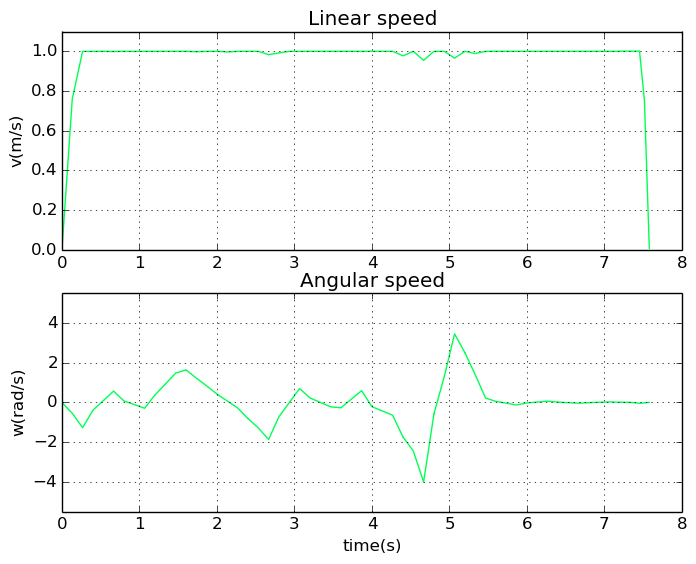 Linear speed
v(m/s)
1.0
0.8
0.6
0.4
0.2
0.0
0 1 2 3 4 5 6 7 8
Angular speed
w(rad/s)
4
2
0
−2
−4
0 1 2 3 4 5 6 7 8
time(s)